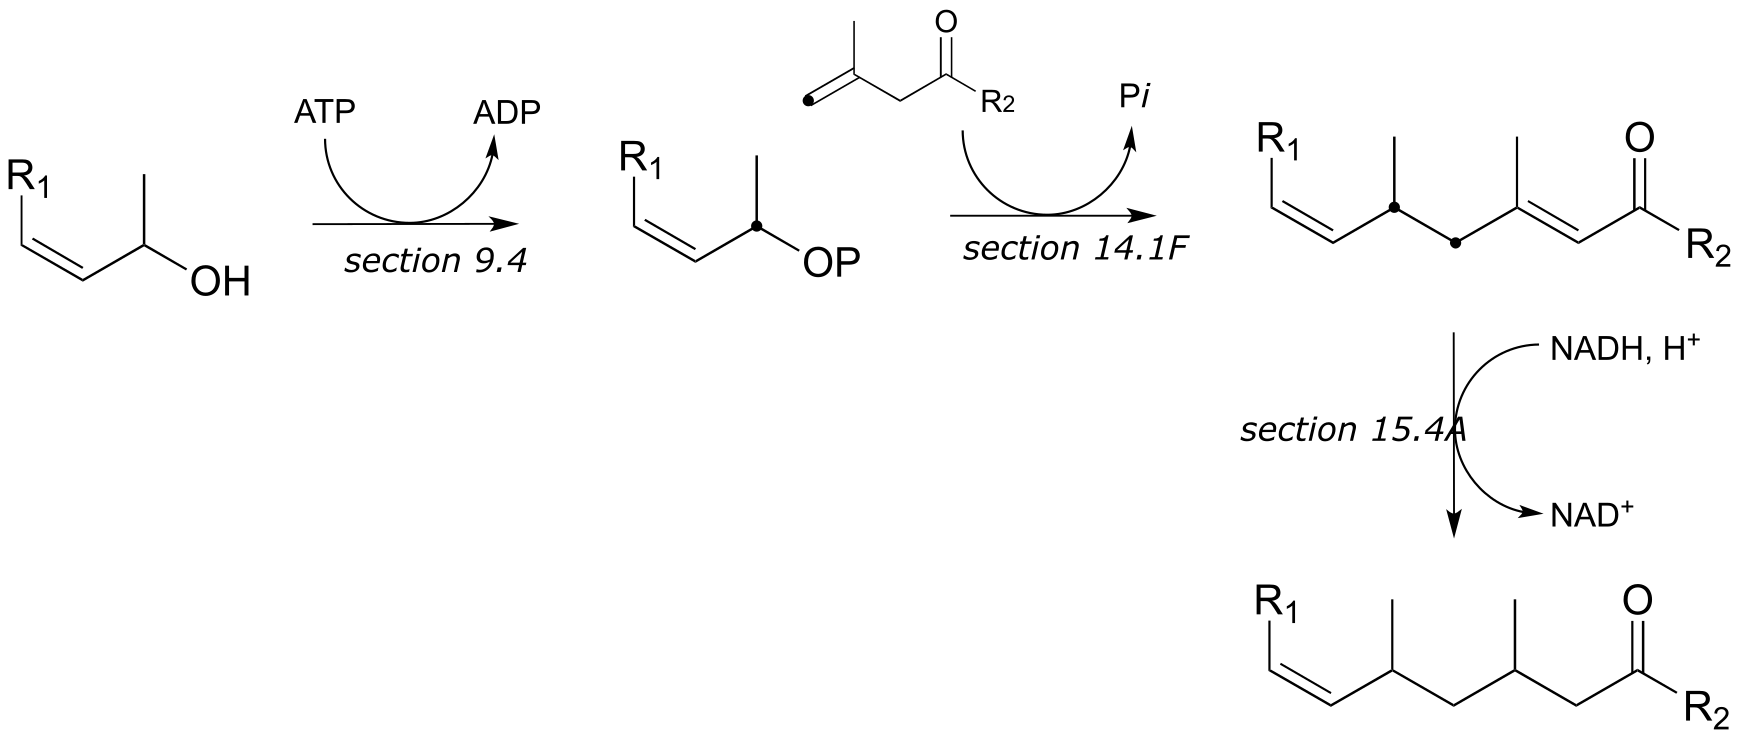 R1
OH
ATP
ADP
section 9.4
R1
OP
O
R2
Pi
section 14.1F
R1
O
R2
NADH, H+
section 15.4A
NAD+
R1
O
R2